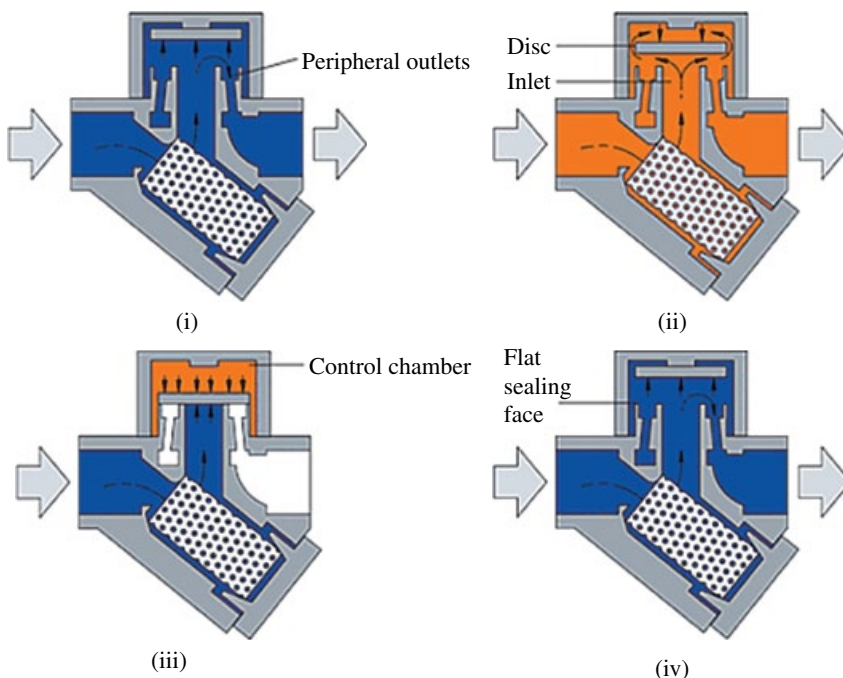 Peripheral outlets
(i)
Disc
Inlet
(ii)
Control chamber
(iii)
Flat
sealing
face
(iv)